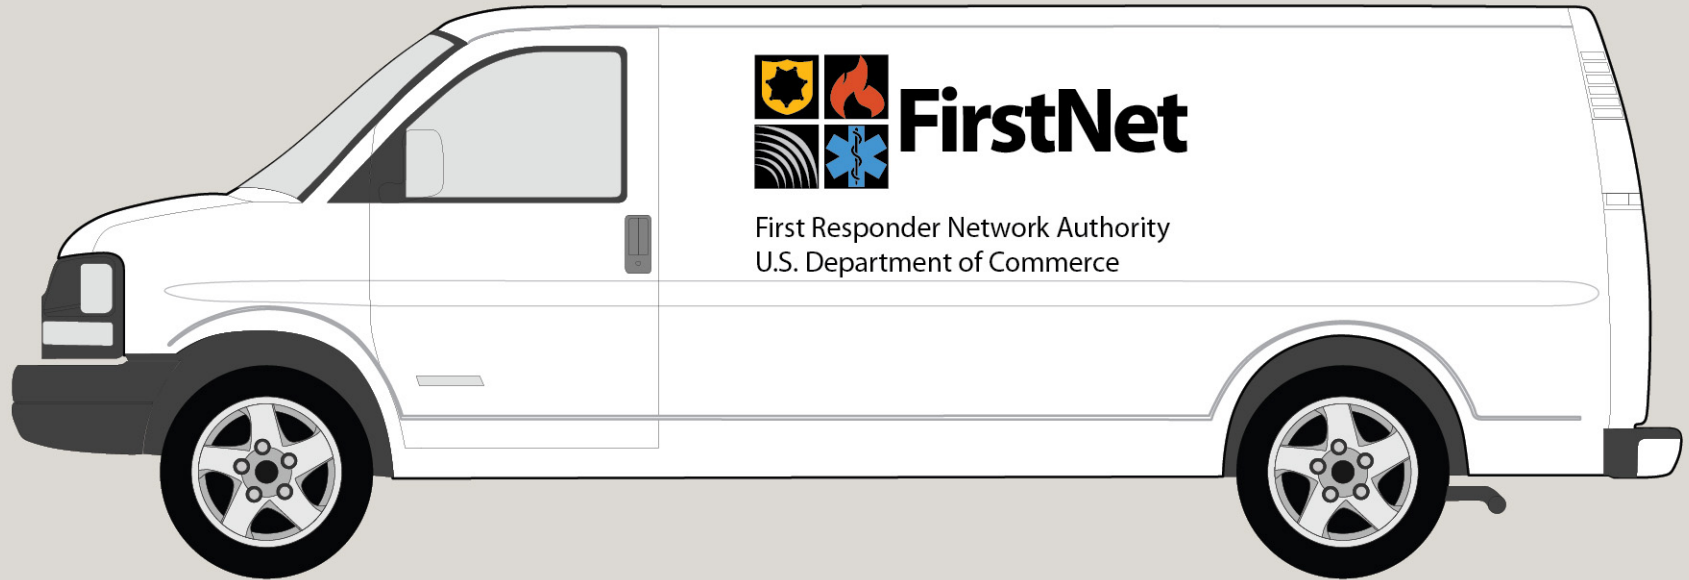 FirstNet
First Responder Network Authority
U.S. Department of Commerce